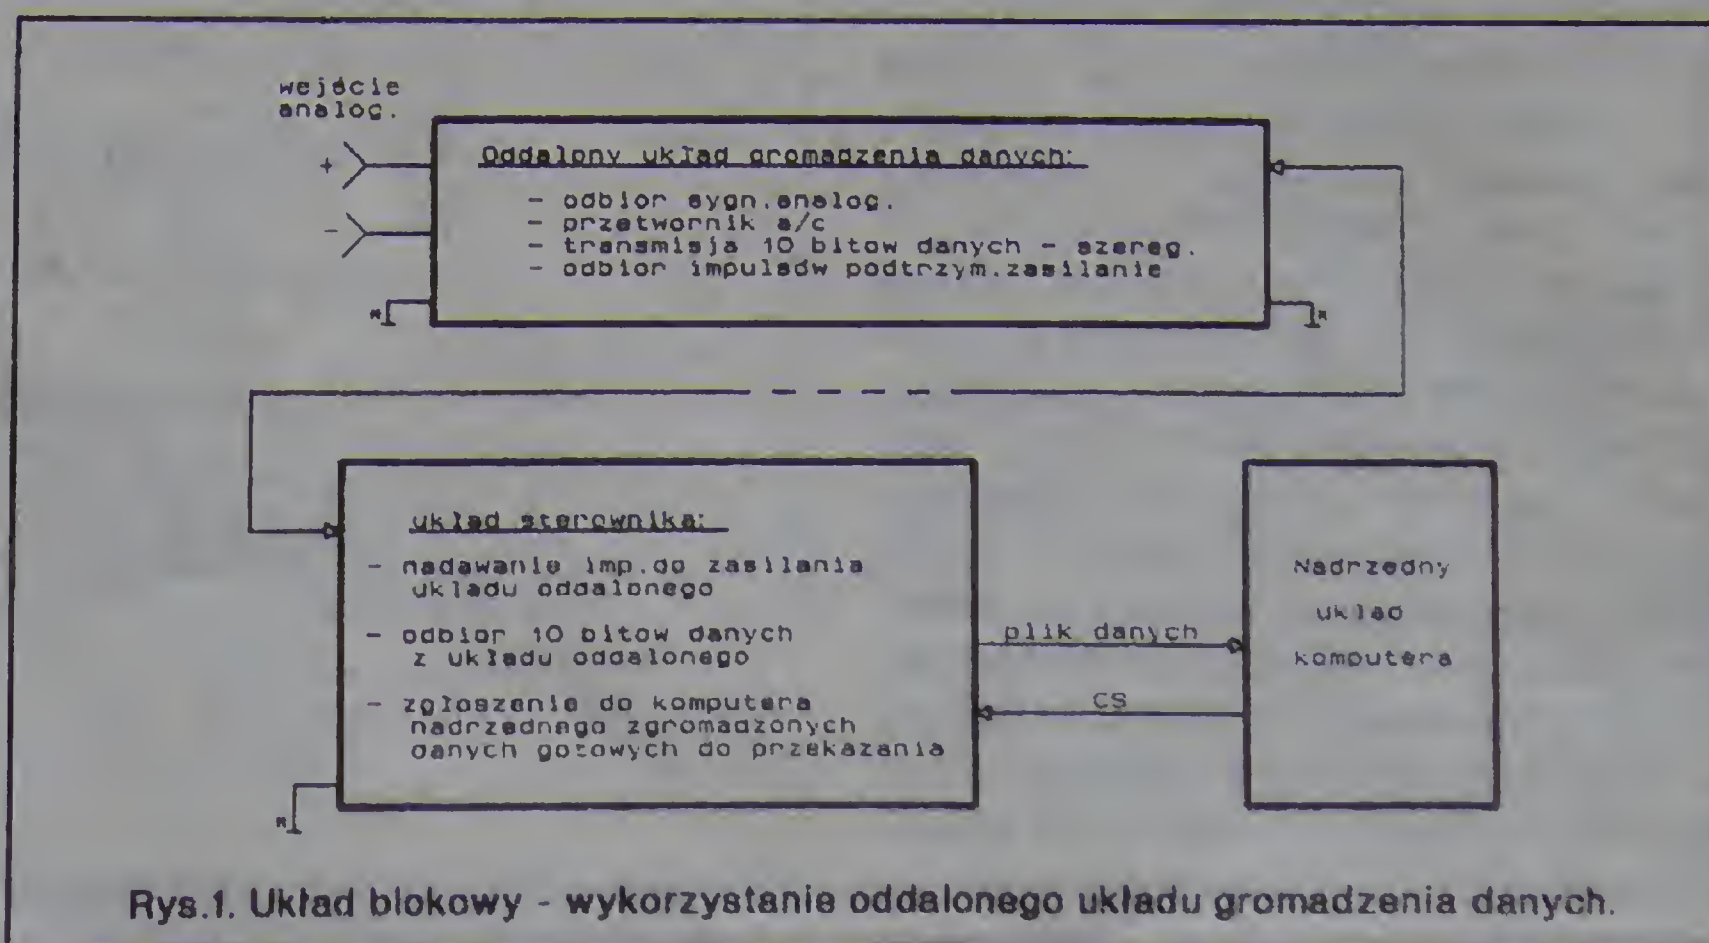 wejście
analog.
+
Oddalony układ gromadzenia danych:
- odbior sygn.analog.
- przetwornik a/c
-
- transmisja 10 bitow danych - szereg.
- odbior impulsów podtrzym.zasilanie
układ sterownika:
- nadawanie imp.do zasilania
układu oddalonego
- odbior 10 bitow danych
z układu oddalonego
- zgłoszenie do komputera
nadrzednego zgromadzonych
danych gotowych do przekazania
plik danych
CS
Nadrzedny
układ
komputera
Rys.1. Układ blokowy - wykorzystanie oddalonego układu gromadzenia danych.